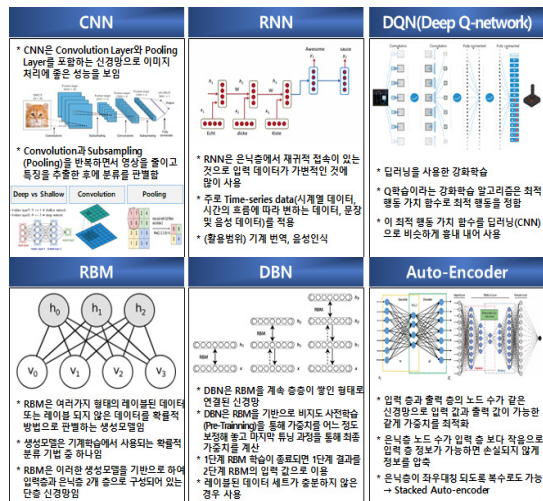 CNN
* CNN은 Convolution Layer와 Pooling
Layer를 포함하는 신경망으로 이미지
처리에 좋은 성능을 보임
* Convolution과 Subsampling
(Pooling)을 반복하면서 영상을 줄이고
특징을 추출한 후에 분류를 판별함
Deep vs Shallow
Convolution
Pooling
RNN
Awesome
sauce
Echt
dicke
Kiste
* RNN은 은닉층에서 재귀적 접속이 있는
것으로 입력 데이터가 가변적인 것에
많이 사용
* 주로 Time-series data(시계열 데이터,
시간의 흐름에 따라 변하는 데이터, 문장
및 음성 데이터)를 적용
* (활용범위) 기계 번역, 음성인식
DQN(Deep Q-network)
Convolution
Convolution
Fully connected
Fully connected
* 딥러닝을 사용한 강화학습
* Q학습이라는 강화학습 알고리즘은 최적
행동 가치 함수로 최적 행동을 정함
* 이 최적 행동 가치 함수를 딥러닝(CNN)
으로 비슷하게 흉내 내어 사용
RBM
h0
h1
h2
v0
v1
v2
v3
* RBM은 여러가지 형태의 레이블된 데이터
또는 레이블 되지 않은 데이터를 확률적
방법으로 판별하는 생성모델임
* 생성모델은 기계학습에서 사용되는 확률적
분류 기법 중 하나임
* RBM은 이러한 생성모델을 기반으로 하여
입력층과 은닉층 2개 층으로 구성되어 있는
단층 신경망임
DBN
RBM
RBM
RBM
* DBN은 RBM을 계속 층층이 쌓인 형태로
연결된 신경망
* DBN은 RBM을 기반으로 비지도 사전학습
(Pre-Trainning)을 통해 가중치를 어느 정도
보정해 놓고 마지막 튜닝 과정을 통해 최종
가중치를 계산
* 1단계 RBM 학습이 종료되면 1단계 결과를
2단계 RBM의 입력 값으로 이용
* 레이블된 데이터 세트가 충분하지 않은
경우 사용
Auto-Encoder
* 입력 층과 출력 층의 노드 수가 같은
신경망으로 입력 값과 출력 값이 가능한
같게 가중치를 최적화
* 은닉층 노드 수가 입력 층 보다 작으므로
입력 층 정보가 가능하면 손실되지 않게
정보를 압축
* 은닉층이 좌우대칭 되도록 복수로도 가능
→ Stacked Auto-encoder